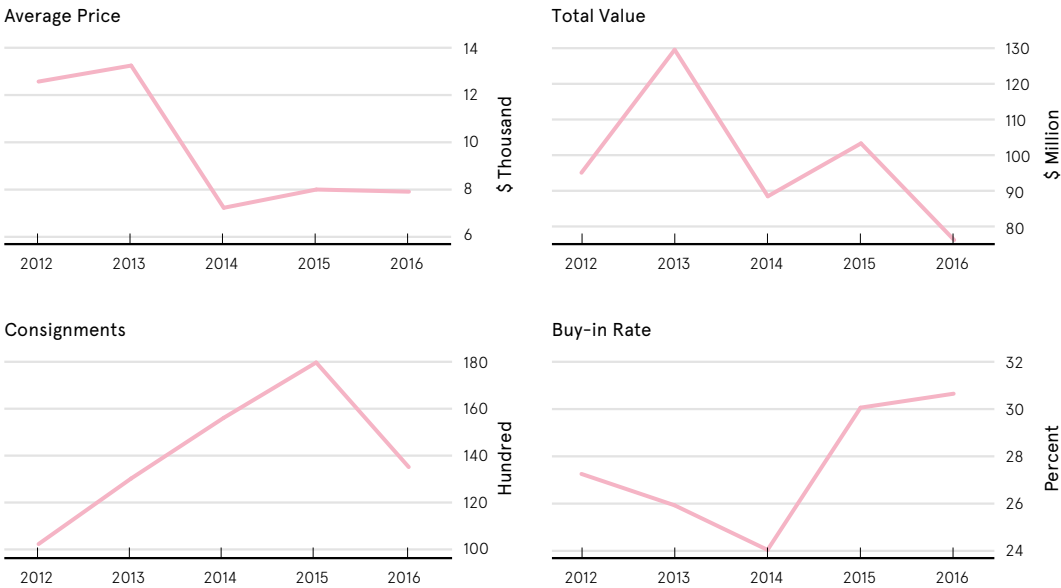 Average Price
14
12
10
8
6
$ Thousand
2012 2013 2014 2015 2016
Total Value
130
120
110
100
90
80
$ Million
2012 2013 2014 2015 2016
Consignments
180
160
140
120
100
Hundred
2012 2013 2014 2015 2016
Buy-in Rate
32
30
28
26
24
Percent
2012 2013 2014 2015 2016